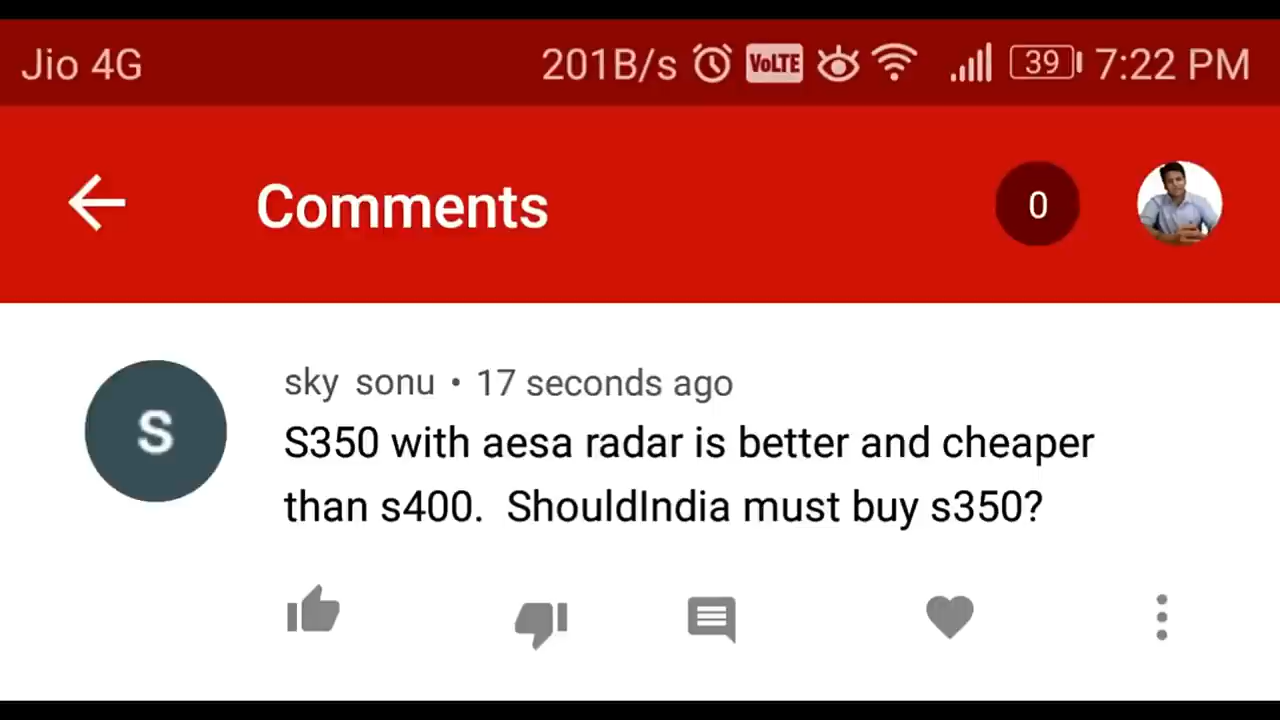 Jio 4G 201B/s VoLTE 39 7:22 PM
Comments 0
S
sky sonu • 17 seconds ago
S350 with aesa radar is better and cheaper
than s400. ShouldIndia must buy s350?